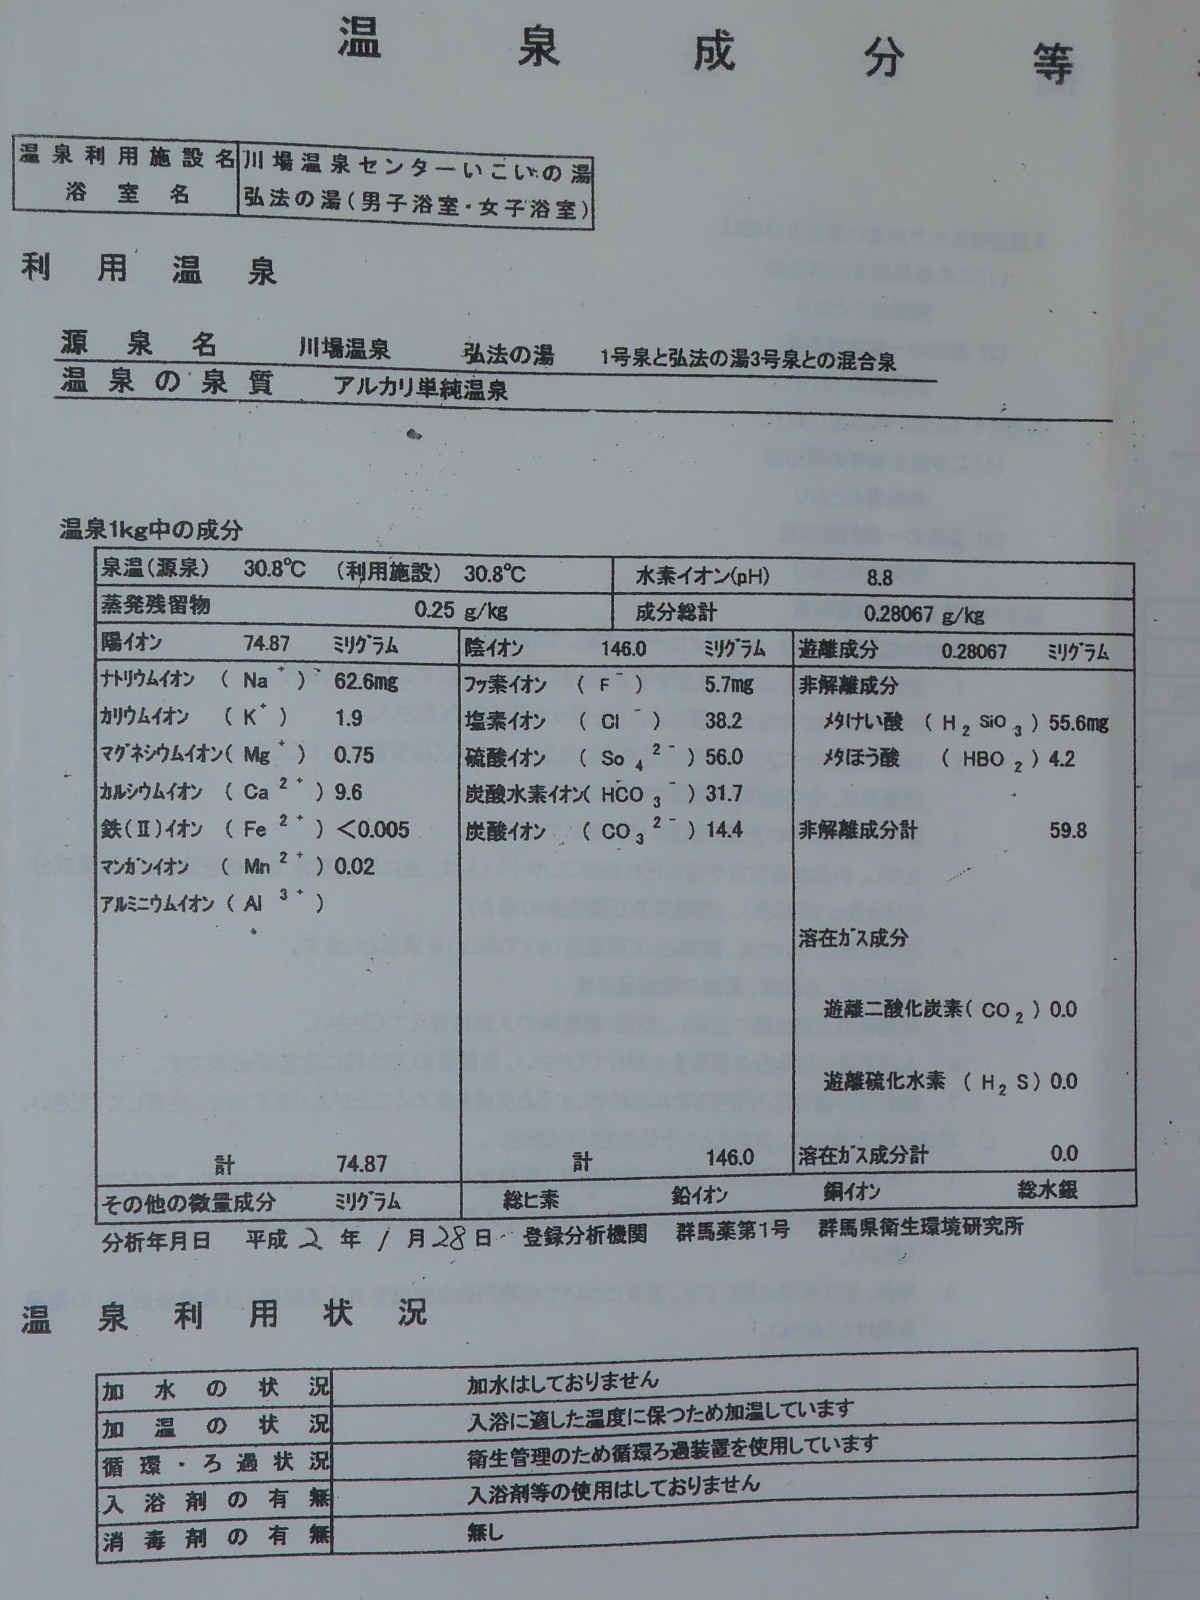 温泉成分等
温泉利用施設名 川場温泉センターいこいの湯
浴室名 弘法の湯(男子浴室・女子浴室)
利用温泉
源泉名 川場温泉 弘法の湯 1号泉と弘法の湯3号泉との混合泉
温泉の泉質 アルカリ単純温泉
温泉1kg中の成分
泉温(源泉) 30.8℃ (利用施設) 30.8℃ 水素イオン(pH) 8.8
蒸発残留物 0.25 g/kg 成分総計 0.28067 g/kg
陽イオン 74.87 ミリグラム 陰イオン 146.0 ミリグラム 遊離成分 0.28067 ミリグラム
ナトリウムイオン (Na⁺) 62.6mg フッ素イオン (F⁻) 5.7mg 非解離成分
カリウムイオン (K⁺) 1.9 塩素イオン (Cl⁻) 38.2 メタけい酸 (H₂SiO₃) 55.6mg
マグネシウムイオン(Mg⁺) 0.75 硫酸イオン (So₄²⁻) 56.0 メタほう酸 (HBO₂) 4.2
カルシウムイオン (Ca²⁺) 9.6 炭酸水素イオン(HCO₃⁻) 31.7
鉄(Ⅱ)イオン (Fe²⁺) <0.005 炭酸イオン (CO₃²⁻) 14.4 非解離成分計 59.8
マンガンイオン (Mn²⁺) 0.02
アルミニウムイオン (Al³⁺)
溶在ガス成分
遊離二酸化炭素(CO₂) 0.0
遊離硫化水素 (H₂S) 0.0
計 74.87 計 146.0 溶在ガス成分計 0.0
その他の微量成分 ミリグラム 総ヒ素 鉛イオン 銅イオン 総水銀
分析年月日 平成2年1月28日 登録分析機関 群馬薬第1号 群馬県衛生環境研究所
温泉利用状況
加水の状況 加水はしておりません
加温の状況 入浴に適した温度に保つため加温しています
循環・ろ過状況 衛生管理のため循環ろ過装置を使用しています
入浴剤の有無 入浴剤等の使用はしておりません
消毒剤の有無 無し